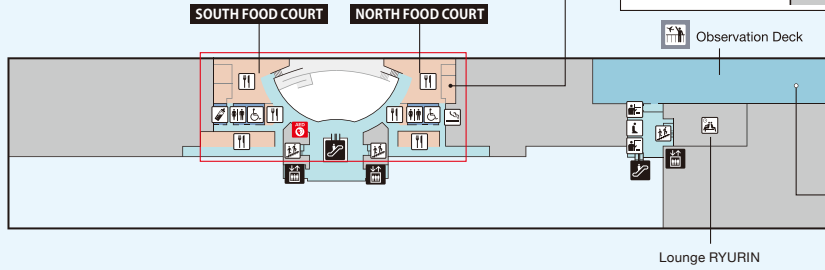 SOUTH FOOD COURT
NORTH FOOD COURT
Observation Deck
AED
Lounge RYURIN